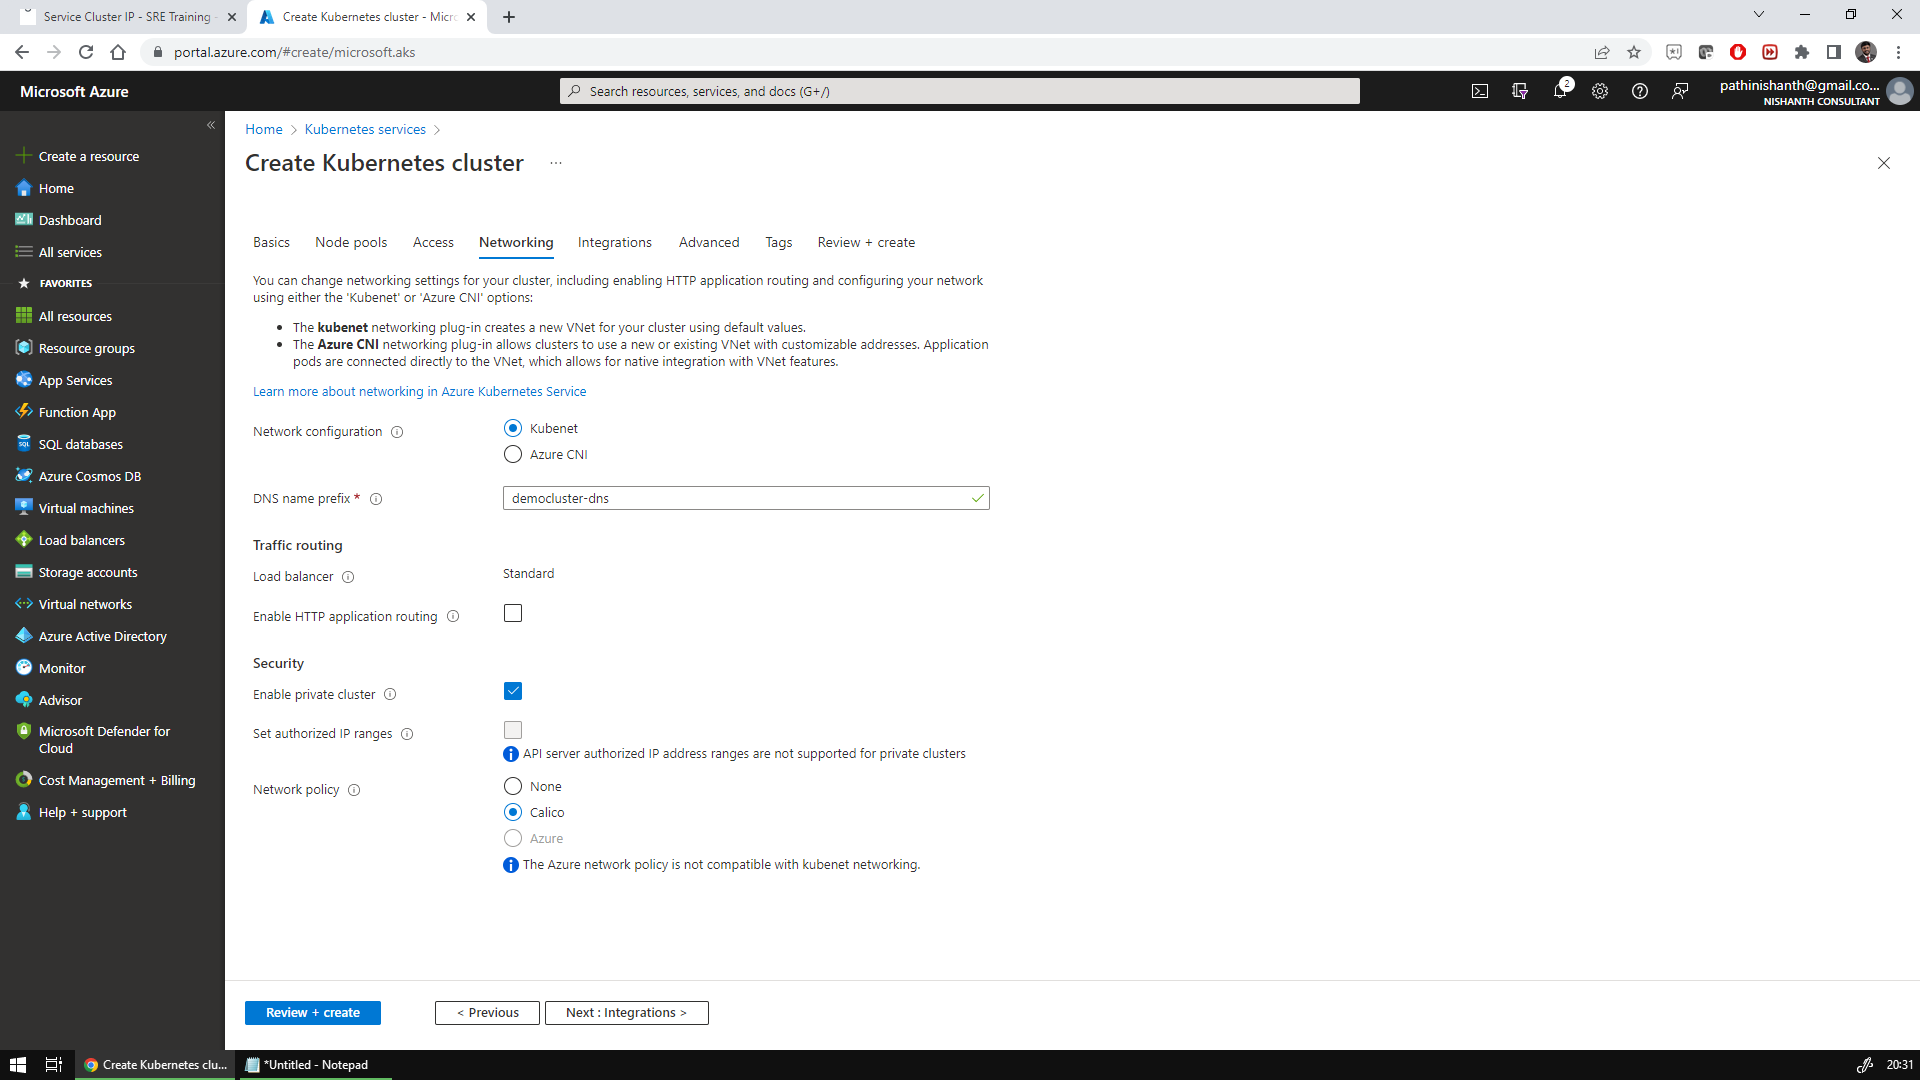 Service Cluster IP - SRE Training -
Create Kubernetes cluster - Micro
portal.azure.com/#create/microsoft.aks
Microsoft Azure
Search resources, services, and docs (G+/)
2
pathinishanth@gmail.co...
NISHANTH CONSULTANT
«
Create a resource
Home
Dashboard
All services
FAVORITES
All resources
Resource groups
App Services
Function App
SQL databases
Azure Cosmos DB
Virtual machines
Load balancers
Storage accounts
Virtual networks
Azure Active Directory
Monitor
Advisor
Microsoft Defender for
Cloud
Cost Management + Billing
Help + support
Home > Kubernetes services >
Create Kubernetes cluster ...
Basics Node pools Access Networking Integrations Advanced Tags Review + create
You can change networking settings for your cluster, including enabling HTTP application routing and configuring your network
using either the 'Kubenet' or 'Azure CNI' options:
• The kubenet networking plug-in creates a new VNet for your cluster using default values.
• The Azure CNI networking plug-in allows clusters to use a new or existing VNet with customizable addresses. Application
pods are connected directly to the VNet, which allows for native integration with VNet features.
Learn more about networking in Azure Kubernetes Service
Network configuration
Kubenet
Azure CNI
DNS name prefix *
democluster-dns
Traffic routing
Load balancer
Standard
Enable HTTP application routing
Security
Enable private cluster
Set authorized IP ranges
API server authorized IP address ranges are not supported for private clusters
Network policy
None
Calico
Azure
The Azure network policy is not compatible with kubenet networking.
Review + create
< Previous
Next : Integrations >
Create Kubernetes clu...
*Untitled - Notepad
20:31